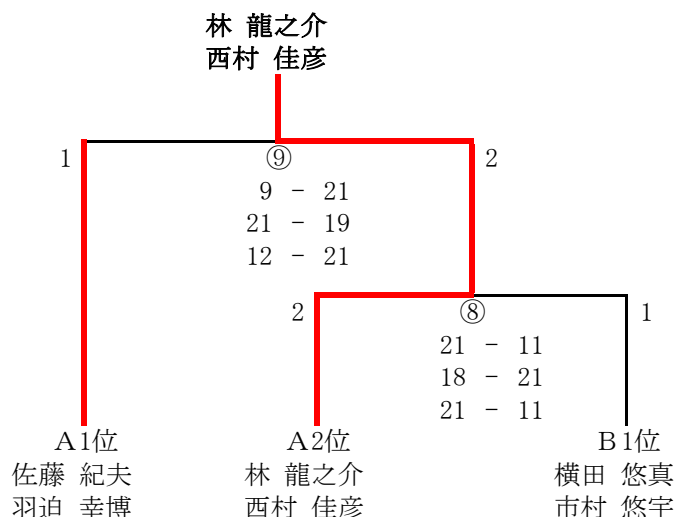 林 龍之介
西村 佳彦
1 ⑨ 2
9 - 21
21 - 19
12 - 21
2 ⑧ 1
21 - 11
18 - 21
21 - 11
A1位 A2位 B1位
佐藤 紀夫 林 龍之介 横田 悠真
羽迫 幸博 西村 佳彦 市村 悠宇